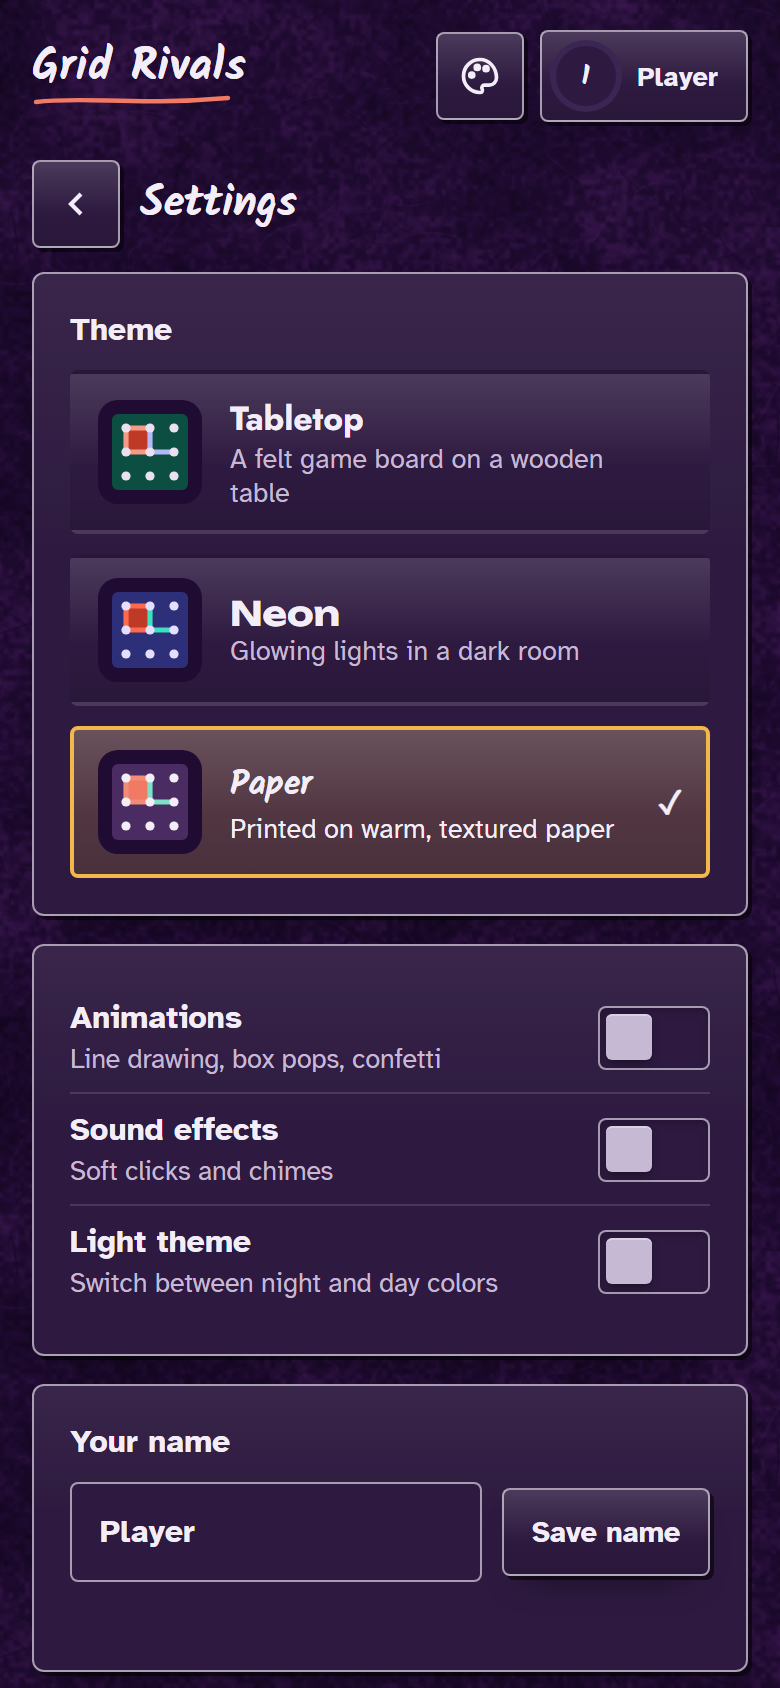 Grid Rivals
1
Player
Settings
Theme
Tabletop
A felt game board on a wooden
table
Neon
Glowing lights in a dark room
Paper
Printed on warm, textured paper
Animations
Line drawing, box pops, confetti
Sound effects
Soft clicks and chimes
Light theme
Switch between night and day colors
Your name
Player
Save name